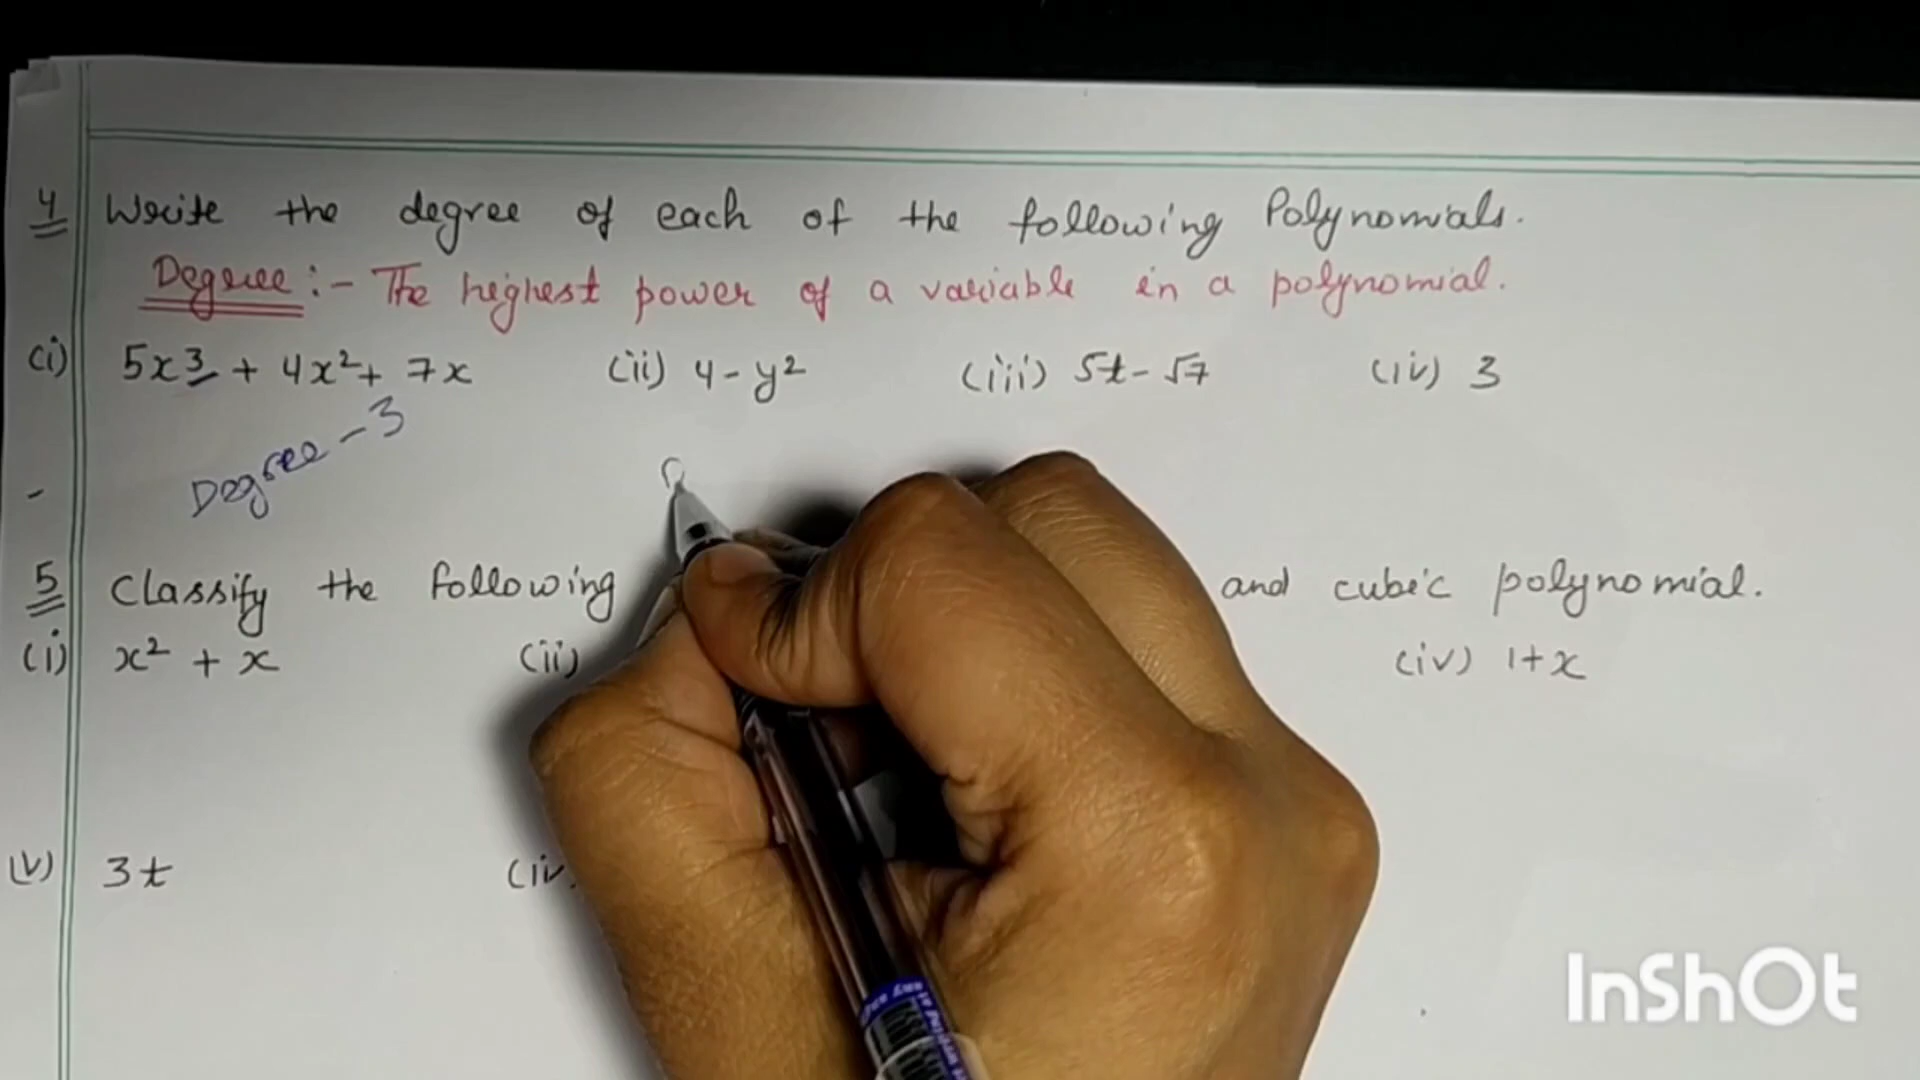 4 Write the degree of each of the following Polynomials.
Degree :- The highest power of a variable in a polynomial.
(i) 5x3 + 4x² + 7x (ii) 4 - y² (iii) 5t - √7 (iv) 3
Degree - 3
5 Classify the following and cubic polynomial.
(i) x² + x (ii) (iv) 1+x
(v) 3t (iv)
InShOt